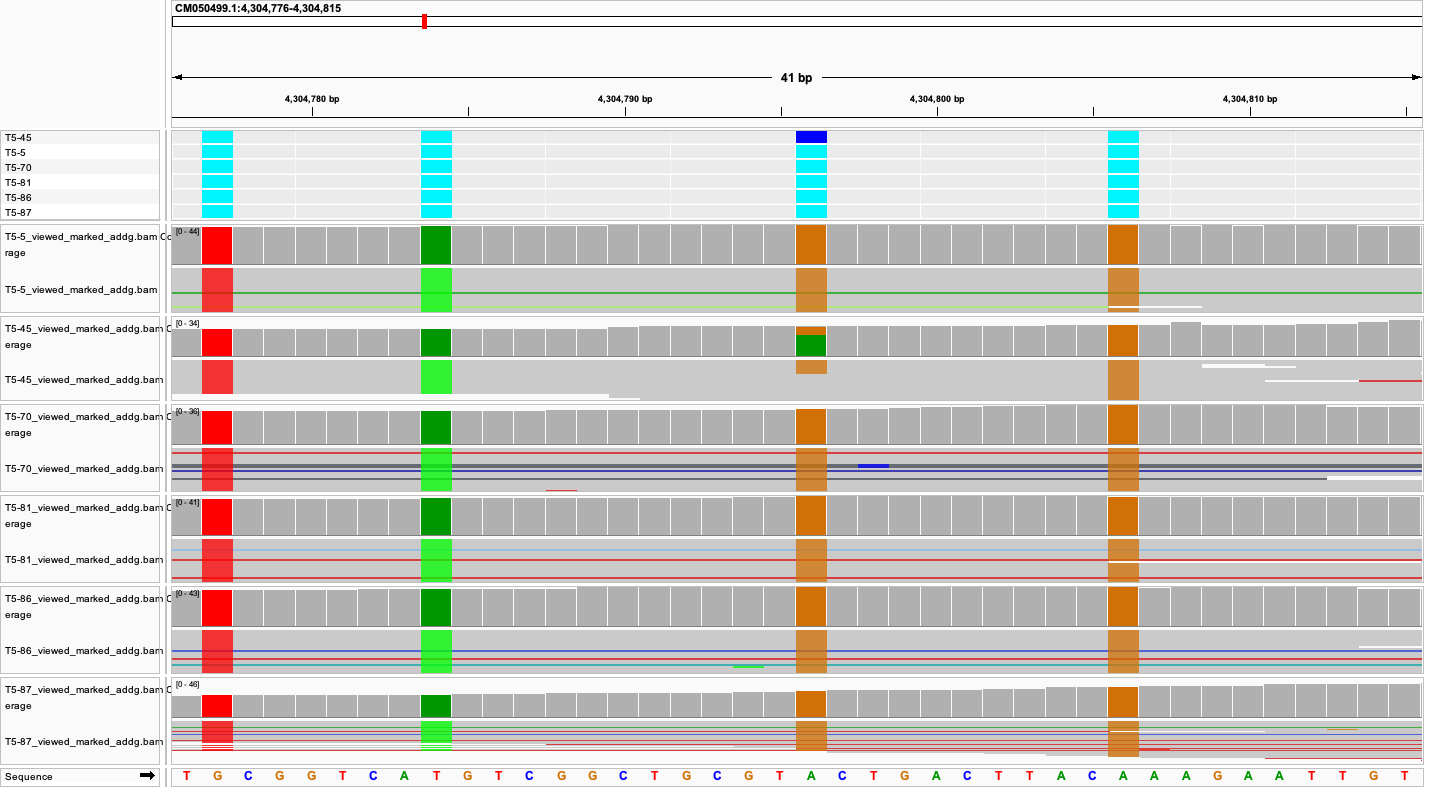 CM050499.1:4,304,776-4,304,815
41 bp
4,304,780 bp 4,304,790 bp 4,304,800 bp 4,304,810 bp
T5-45
T5-5
T5-70
T5-81
T5-86
T5-87
T5-5_viewed_marked_addg.bam Co
rage
[0 - 44]
T5-5_viewed_marked_addg.bam
T5-45_viewed_marked_addg.bam C
erage
[0 - 34]
T5-45_viewed_marked_addg.bam
T5-70_viewed_marked_addg.bam C
erage
[0 - 36]
T5-70_viewed_marked_addg.bam
T5-81_viewed_marked_addg.bam C
erage
[0 - 41]
T5-81_viewed_marked_addg.bam
T5-86_viewed_marked_addg.bam C
erage
[0 - 43]
T5-86_viewed_marked_addg.bam
T5-87_viewed_marked_addg.bam C
erage
[0 - 46]
T5-87_viewed_marked_addg.bam
Sequence T G C G G T C A T G T C G G C T G C G T A C T G A C T T A C A A A G A A T T G T